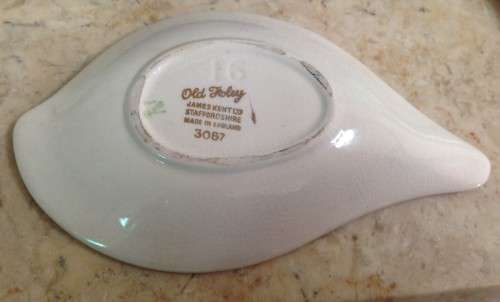 Old Foley
JAMES KENT LTD
STAFFORDSHIRE
MADE IN ENGLAND
3087